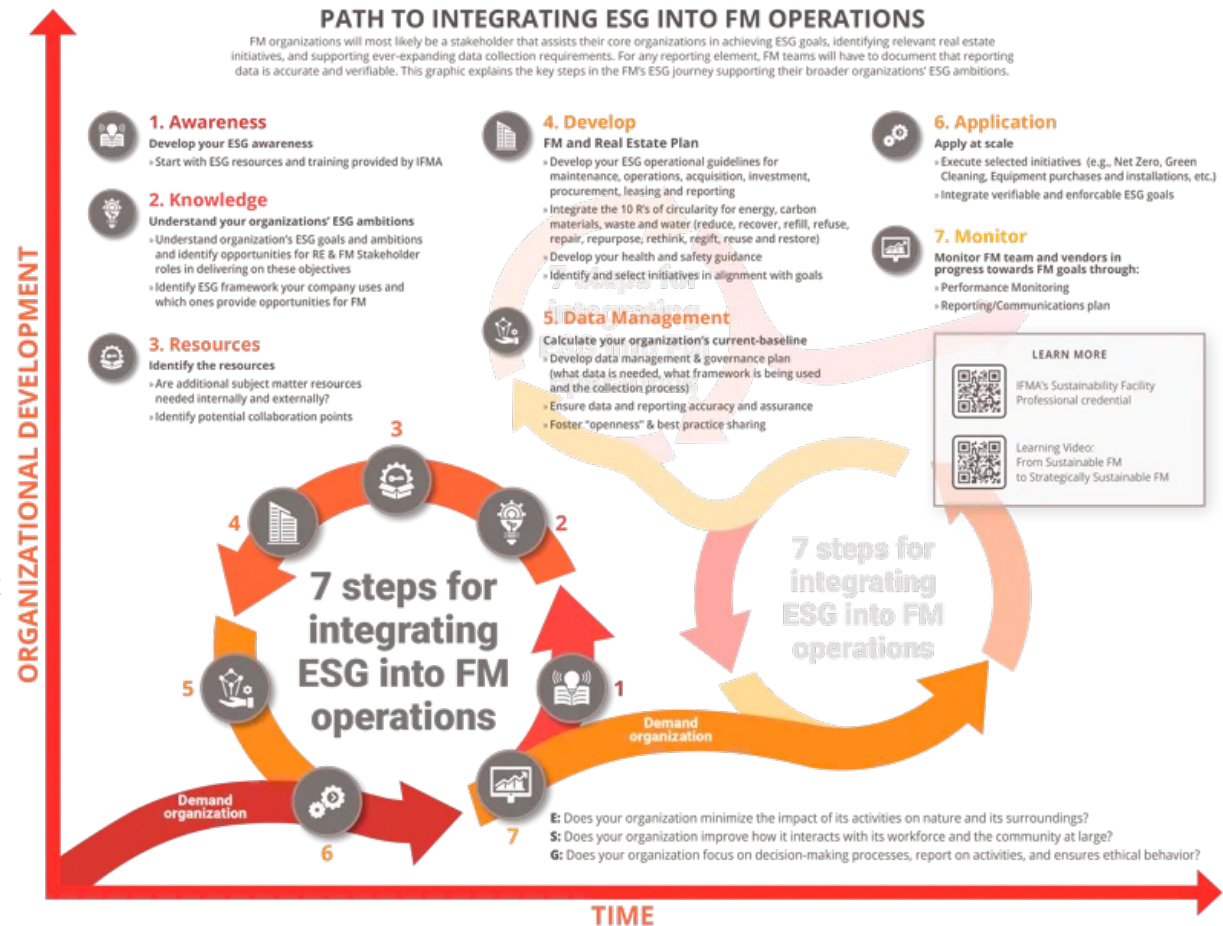 PATH TO INTEGRATING ESG INTO FM OPERATIONS
FM organizations will most likely be a stakeholder that assists their core organizations in achieving ESG goals, identifying relevant real estate
initiatives, and supporting ever-expanding data collection requirements. For any reporting element, FM teams will have to document that reporting
data is accurate and verifiable. This graphic explains the key steps in the FM's ESG journey supporting their broader organizations' ESG ambitions.
ORGANIZATIONAL DEVELOPMENT
1. Awareness
Develop your ESG awareness
» Start with ESG resources and training provided by IFMA
2. Knowledge
Understand your organizations' ESG ambitions
» Understand organization's ESG goals and ambitions
and identify opportunities for RE & FM Stakeholder
roles in delivering on these objectives
» Identify ESG framework your company uses and
which ones provide opportunities for FM
3. Resources
Identify the resources
» Are additional subject matter resources
needed internally and externally?
» Identify potential collaboration points
4. Develop
FM and Real Estate Plan
» Develop your ESG operational guidelines for
maintenance, operations, acquisition, investment,
procurement, leasing and reporting
» Integrate the 10 R's of circularity for energy, carbon
materials, waste and water (reduce, recover, refill, refuse,
repair, repurpose, rethink, regift, reuse and restore)
» Develop your health and safety guidance
» Identify and select initiatives in alignment with goals
5. Data Management
Calculate your organization's current-baseline
» Develop data management & governance plan
(what data is needed, what framework is being used
and the collection process)
» Ensure data and reporting accuracy and assurance
» Foster "openness" & best practice sharing
6. Application
Apply at scale
» Execute selected initiatives (e.g., Net Zero, Green
Cleaning, Equipment purchases and installations, etc.)
» Integrate verifiable and enforcable ESG goals
7. Monitor
Monitor FM team and vendors in
progress towards FM goals through:
» Performance Monitoring
» Reporting/Communications plan
LEARN MORE
IFMA's Sustainability Facility
Professional credential
Learning Video:
From Sustainable FM
to Strategically Sustainable FM
7 steps for
integrating
3
4
2
7 steps for
integrating
ESG into FM
operations
5
1
7 steps for
integrating
ESG into FM
operations
Demand
organization
Demand
organization
6
7
E: Does your organization minimize the impact of its activities on nature and its surroundings?
S: Does your organization improve how it interacts with its workforce and the community at large?
G: Does your organization focus on decision-making processes, report on activities, and ensures ethical behavior?
TIME